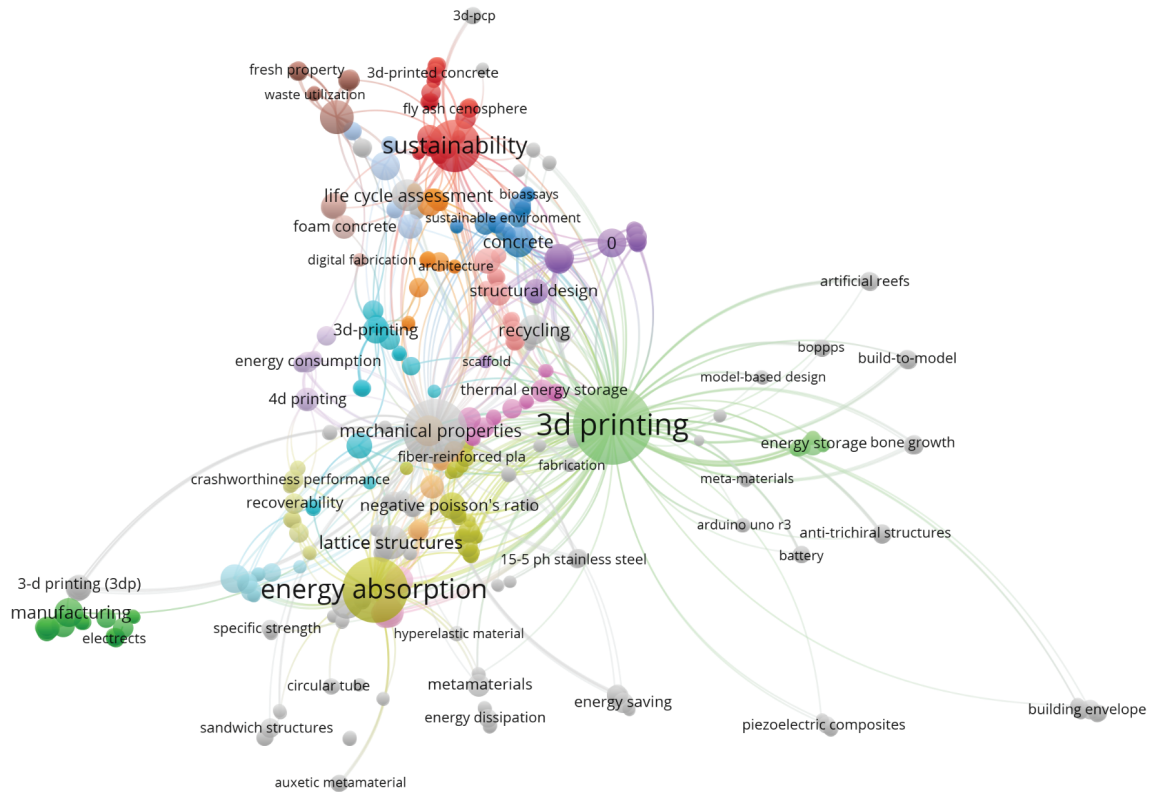 3d-pcp
fresh property
3d-printed concrete
waste utilization
fly ash cenosphere
sustainability
life cycle assessment
bioassays
sustainable environment
foam concrete
concrete
0
digital fabrication
architecture
artificial reefs
structural design
3d-printing
recycling
boppps
build-to-model
energy consumption
scaffold
model-based design
4d printing
thermal energy storage
3d printing
mechanical properties
energy storage
bone growth
fiber-reinforced pla
fabrication
crashworthiness performance
meta-materials
recoverability
negative poisson's ratio
arduino uno r3
anti-trichiral structures
lattice structures
battery
15-5 ph stainless steel
3-d printing (3dp)
energy absorption
manufacturing
electrects
specific strength
hyperelastic material
circular tube
metamaterials
energy saving
building envelope
energy dissipation
sandwich structures
piezoelectric composites
auxetic metamaterial